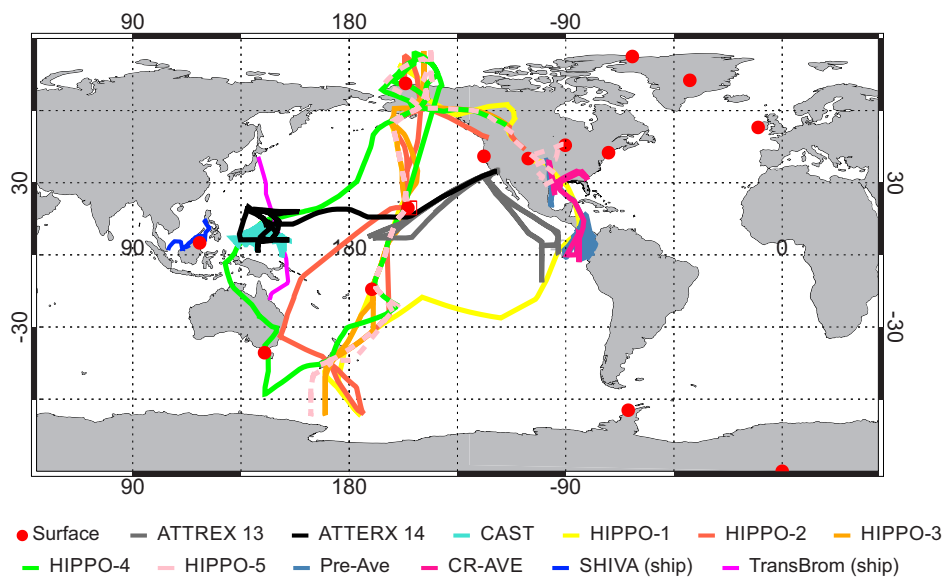 90 180 -90
30 30
90 180 0
-30 -30
90 180 -90
Surface ATTREX 13 ATTERX 14 CAST HIPPO-1 HIPPO-2 HIPPO-3
HIPPO-4 HIPPO-5 Pre-Ave CR-AVE SHIVA (ship) TransBrom (ship)